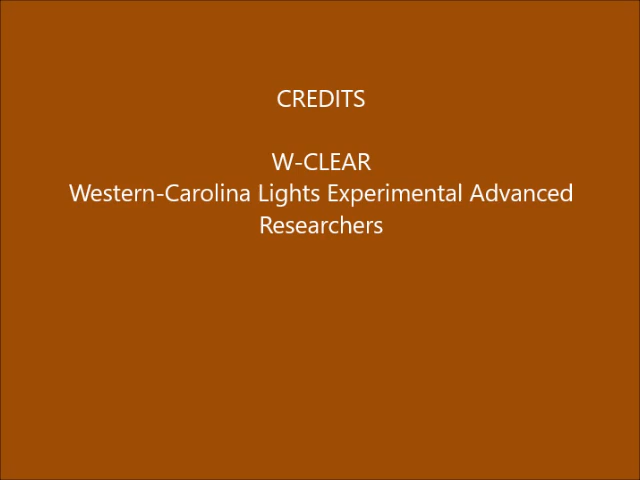 CREDITS
W-CLEAR
Western-Carolina Lights Experimental Advanced
Researchers